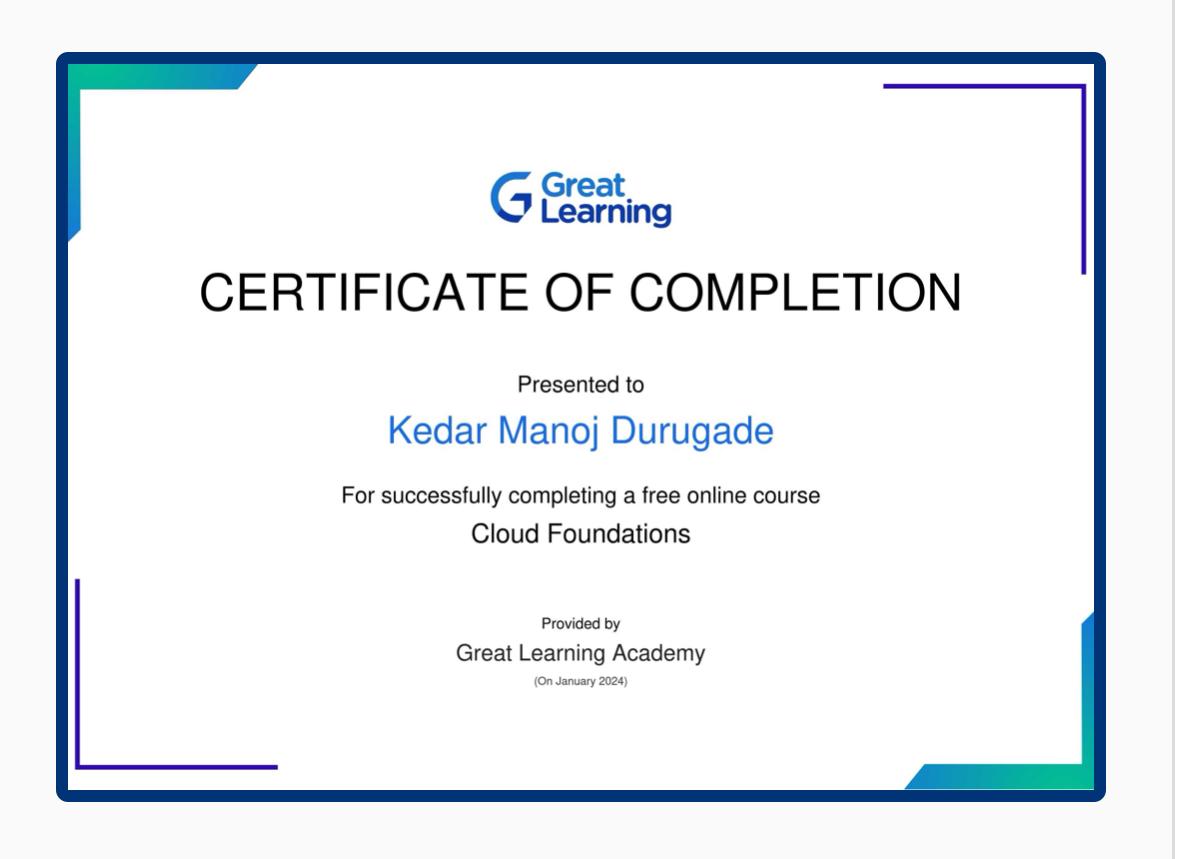 Great
Learning
CERTIFICATE OF COMPLETION
Presented to
Kedar Manoj Durugade
For successfully completing a free online course
Cloud Foundations
Provided by
Great Learning Academy
(On January 2024)